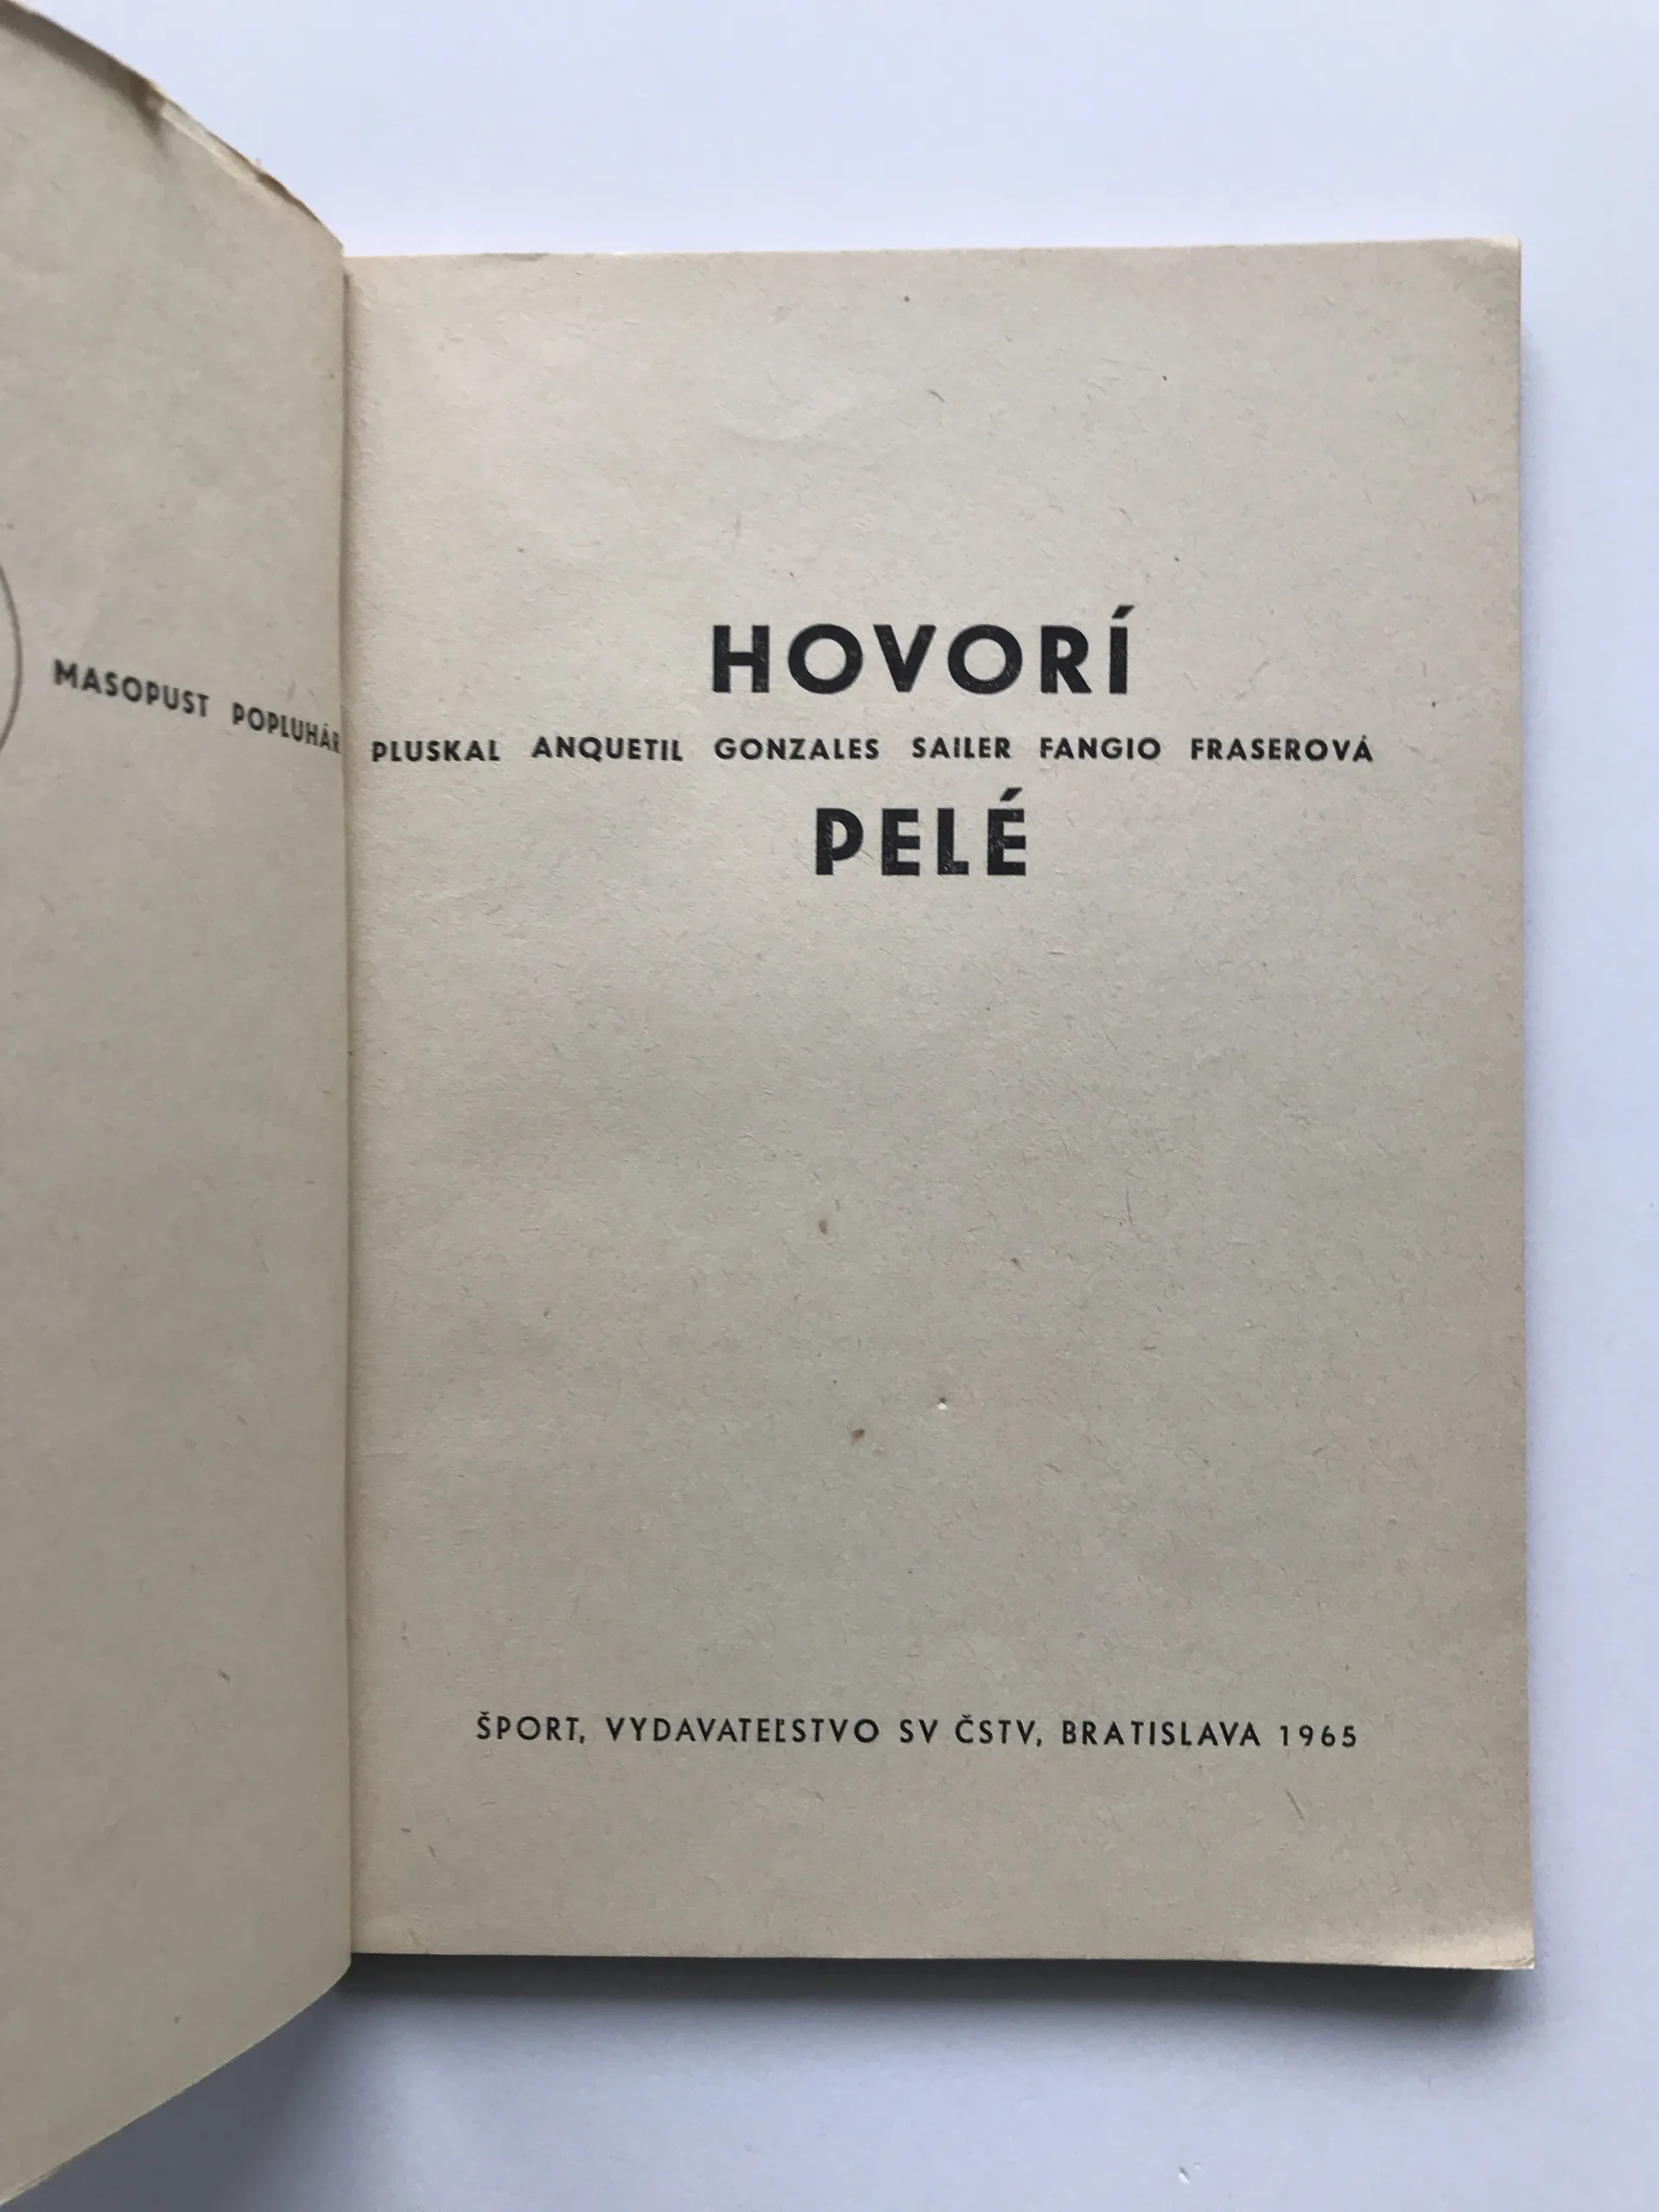 HOVORÍ
MASOPUST POPLUHÁR PLUSKAL ANQUETIL GONZALES SAILER FANGIO FRASEROVÁ
PELÉ
ŠPORT, VYDAVATEĽSTVO SV ČSTV, BRATISLAVA 1965